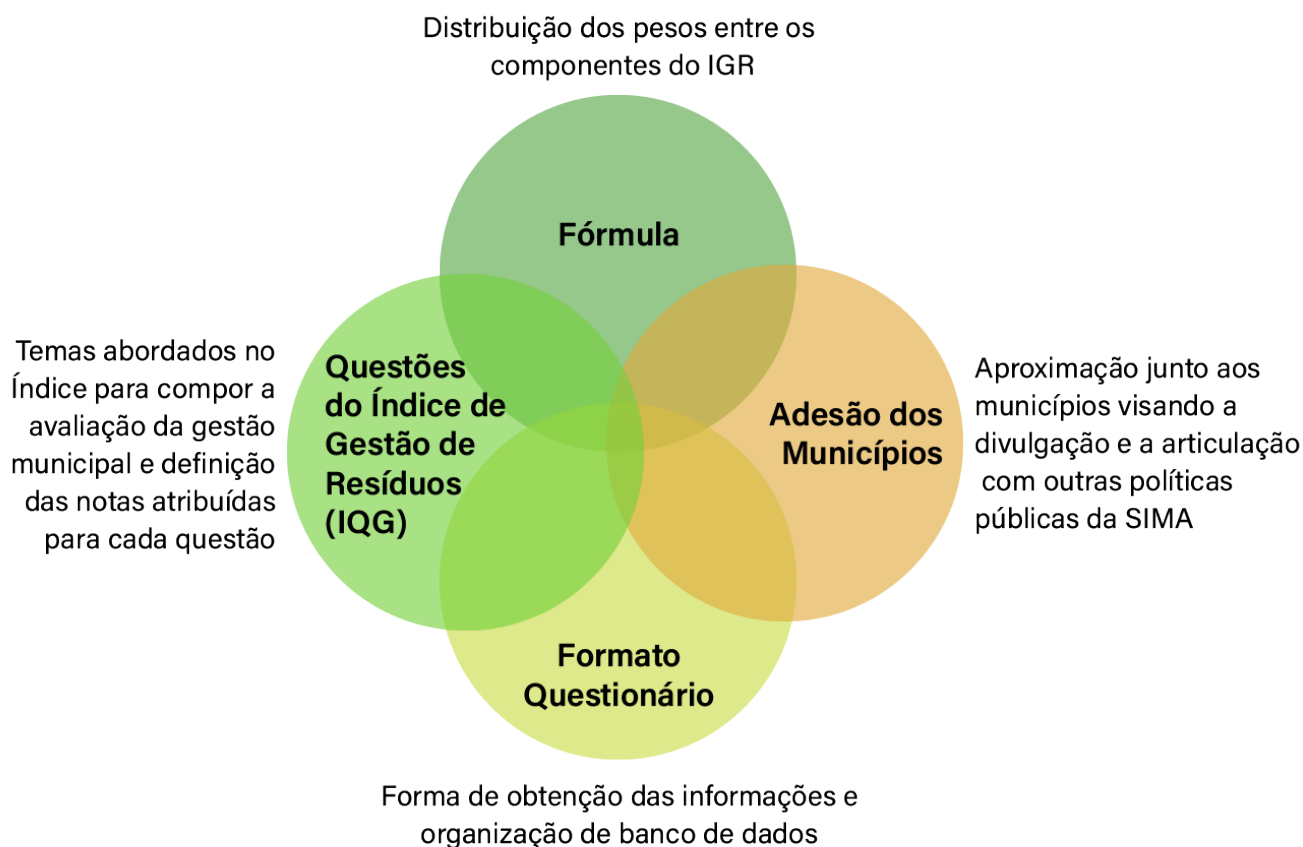 Distribuição dos pesos entre os
componentes do IGR
Fórmula
Temas abordados no
Índice para compor a
avaliação da gestão
municipal e definição
das notas atribuídas
para cada questão
Questões
do Índice de
Gestão de
Resíduos
(IQG)
Adesão dos
Municípios
Aproximação junto aos
municípios visando a
divulgação e a articulação
com outras políticas
públicas da SIMA
Formato
Questionário
Forma de obtenção das informações e
organização de banco de dados